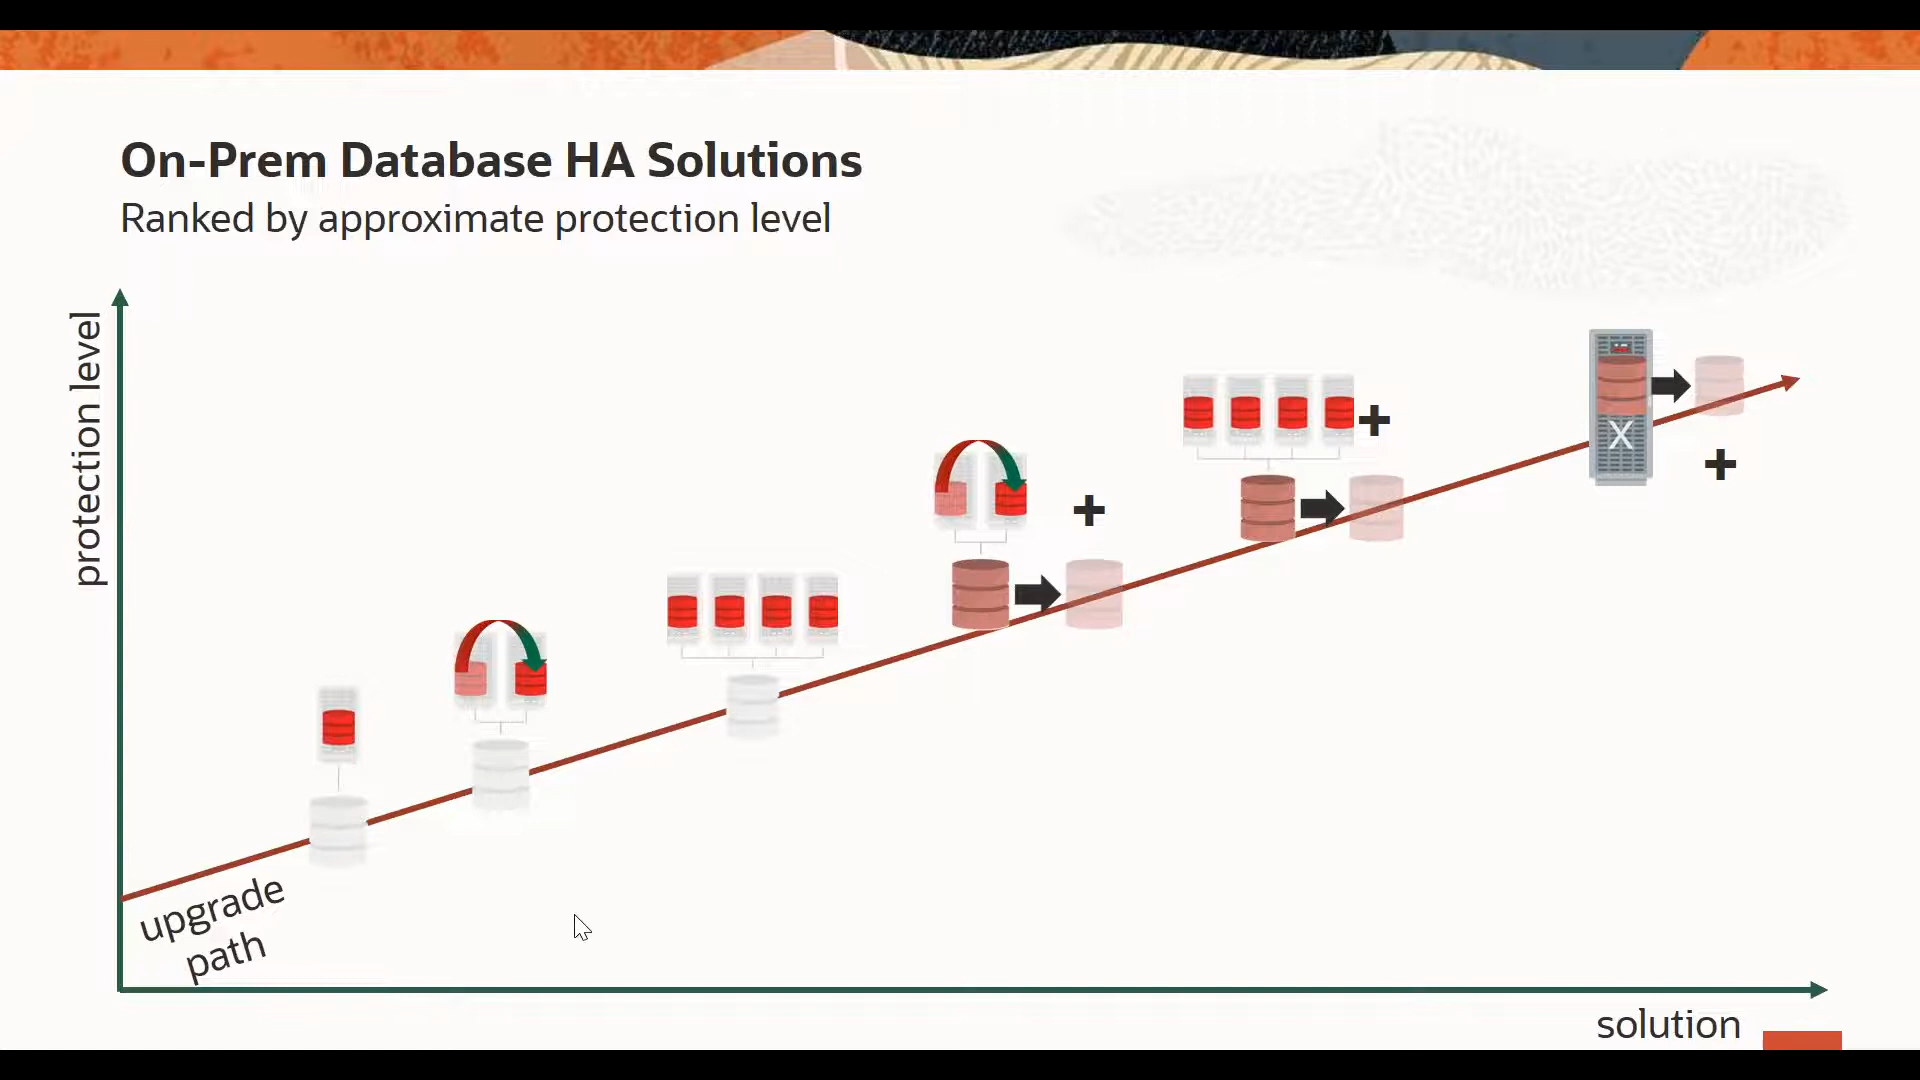 On-Prem Database HA Solutions
Ranked by approximate protection level
protection level
+
+
+
X
upgrade
path
solution